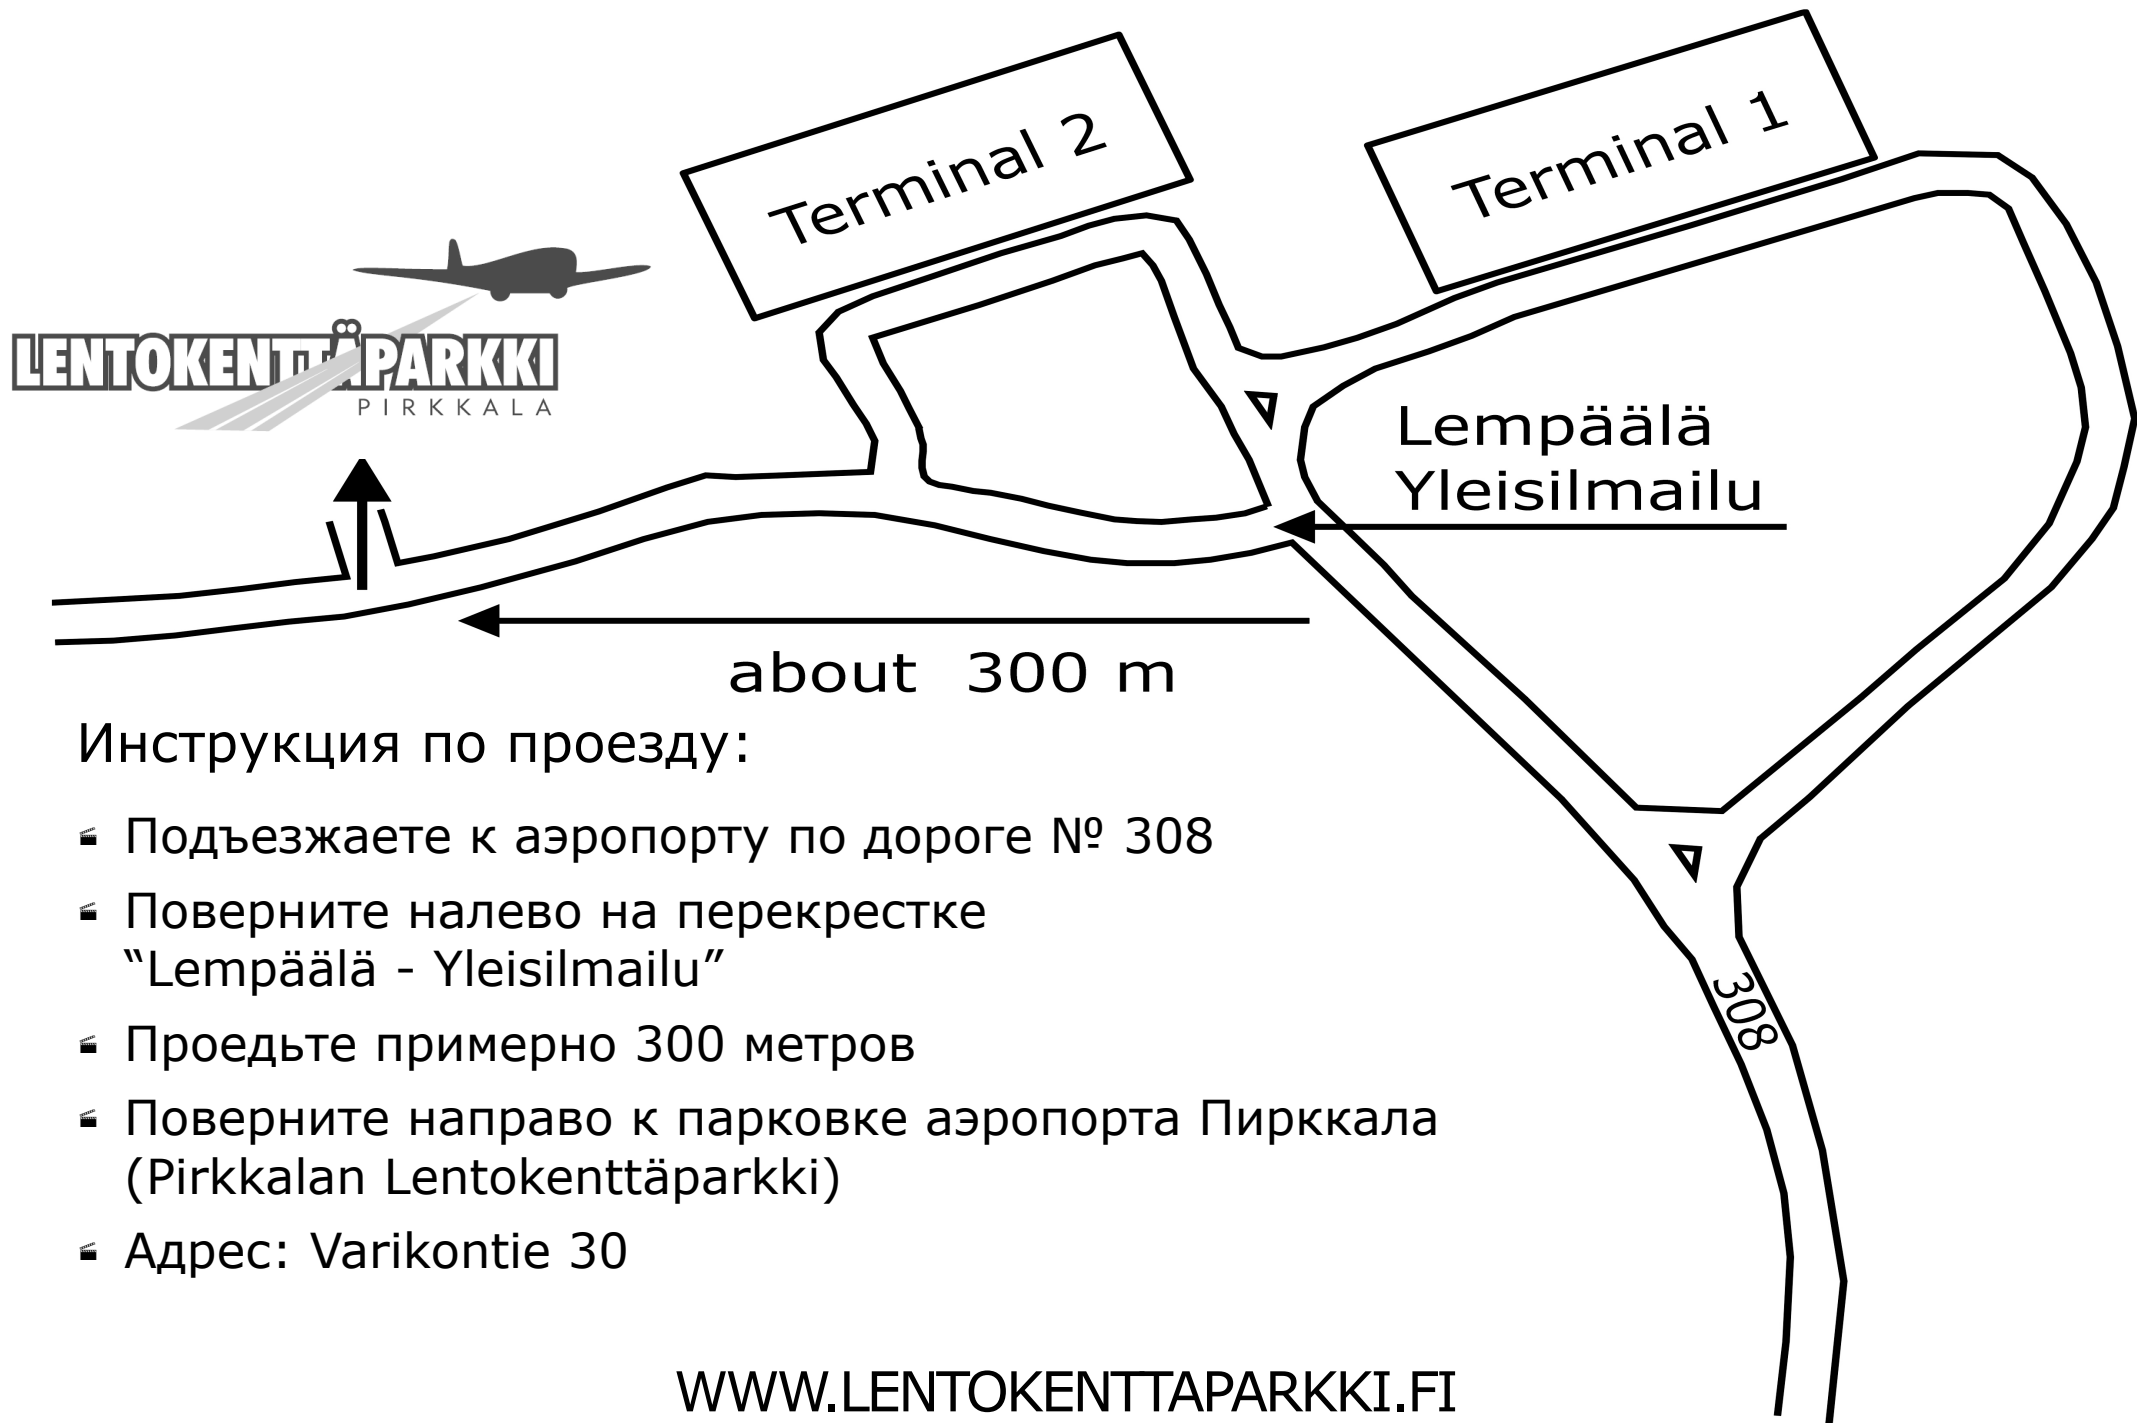 Terminal 2
Terminal 1
LENTOKENTTÄPARKKI
PIRKKALA
Lempäälä
Yleisilmailu
about 300 m
308
Инструкция по проезду:
Подъезжаете к аэропорту по дороге № 308
Поверните налево на перекрестке
“Lempäälä - Yleisilmailu”
Проедьте примерно 300 метров
Поверните направо к парковке аэропорта Пирккала
(Pirkkalan Lentokenttäparkki)
Адрес: Varikontie 30
WWW.LENTOKENTTAPARKKI.FI